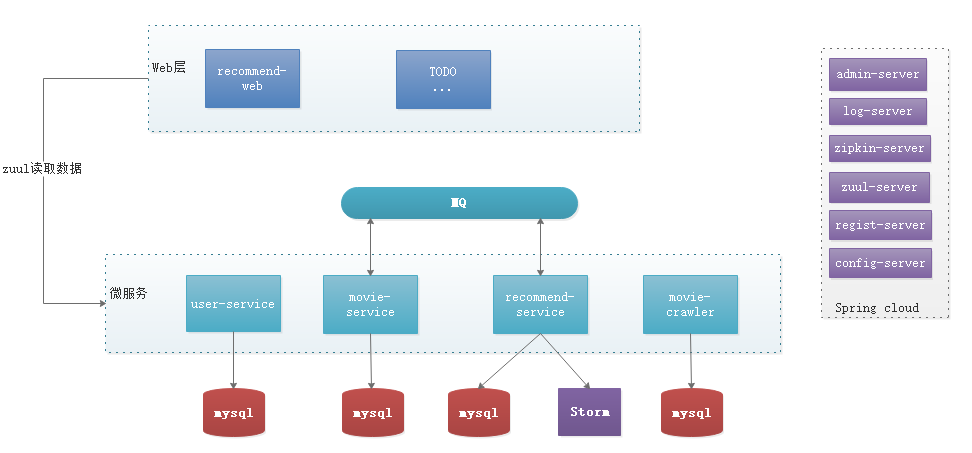 Web层
recommend-
web
TODO
...
admin-server
log-server
zipkin-server
zuul-server
regist-server
config-server
Spring cloud
zuul读取数据
MQ
微服务
user-service
movie-
service
recommend-
service
movie-
crawler
mysql
mysql
mysql
Storm
mysql